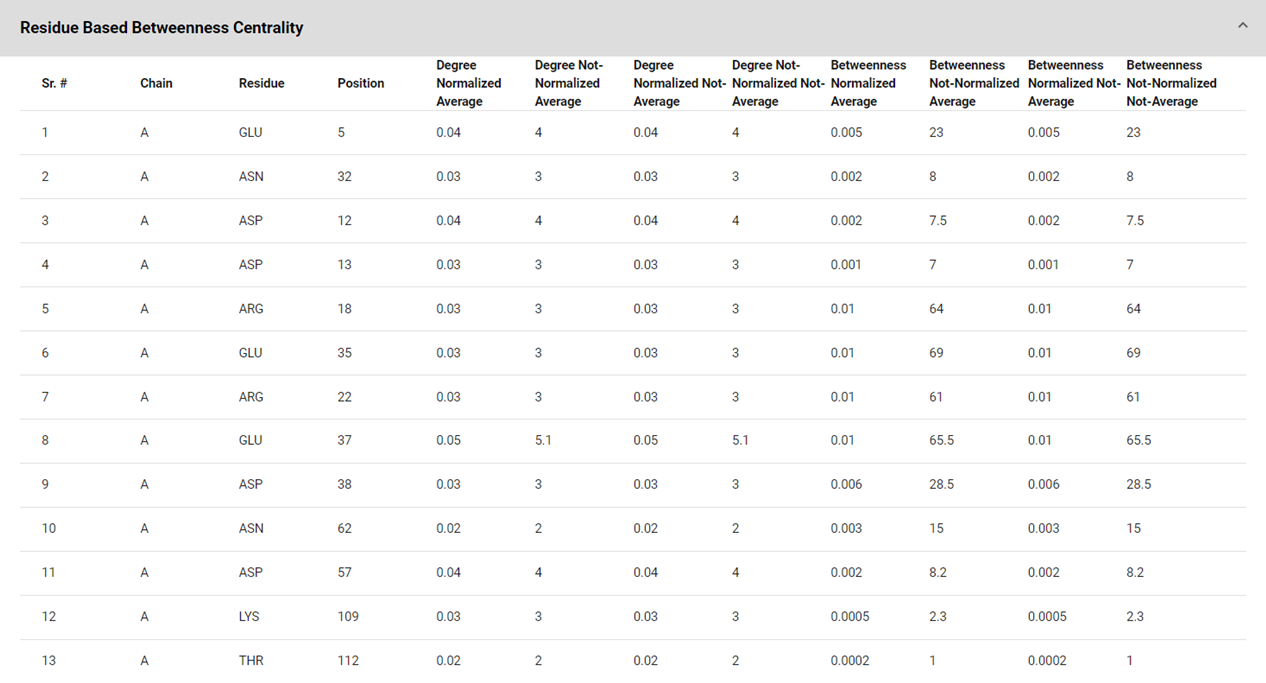 Residue Based Betweenness Centrality
Sr. # Chain Residue Position Degree Normalized Average Degree Not-Normalized Average Degree Normalized Not-Average Degree Not-Normalized Not-Average Betweenness Normalized Average Betweenness Not-Normalized Average Betweenness Normalized Not-Average Betweenness Not-Normalized Not-Average
1 A GLU 5 0.04 4 0.04 4 0.005 23 0.005 23
2 A ASN 32 0.03 3 0.03 3 0.002 8 0.002 8
3 A ASP 12 0.04 4 0.04 4 0.002 7.5 0.002 7.5
4 A ASP 13 0.03 3 0.03 3 0.001 7 0.001 7
5 A ARG 18 0.03 3 0.03 3 0.01 64 0.01 64
6 A GLU 35 0.03 3 0.03 3 0.01 69 0.01 69
7 A ARG 22 0.03 3 0.03 3 0.01 61 0.01 61
8 A GLU 37 0.05 5.1 0.05 5.1 0.01 65.5 0.01 65.5
9 A ASP 38 0.03 3 0.03 3 0.006 28.5 0.006 28.5
10 A ASN 62 0.02 2 0.02 2 0.003 15 0.003 15
11 A ASP 57 0.04 4 0.04 4 0.002 8.2 0.002 8.2
12 A LYS 109 0.03 3 0.03 3 0.0005 2.3 0.0005 2.3
13 A THR 112 0.02 2 0.02 2 0.0002 1 0.0002 1